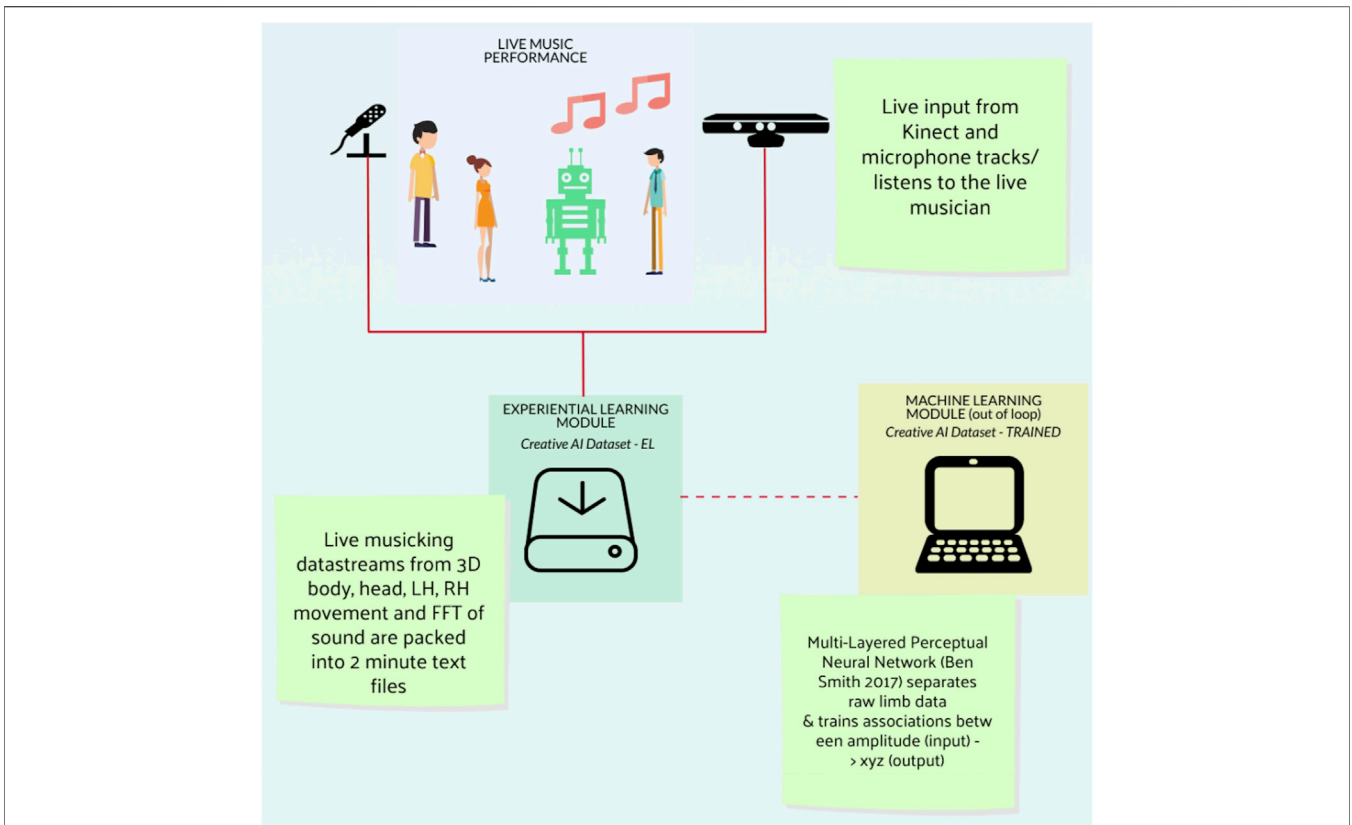 LIVE MUSIC
PERFORMANCE
Live input from
Kinect and
microphone tracks/
listens to the live
musician
EXPERIENTIAL LEARNING
MODULE
Creative AI Dataset - EL
MACHINE LEARNING
MODULE (out of loop)
Creative AI Dataset - TRAINED
Live musicking
datastreams from 3D
body, head, LH, RH
movement and FFT of
sound are packed
into 2 minute text
files
Multi-Layered Perceptual
Neural Network (Ben
Smith 2017) separates
raw limb data
& trains associations betw
een amplitude (input) -
> xyz (output)